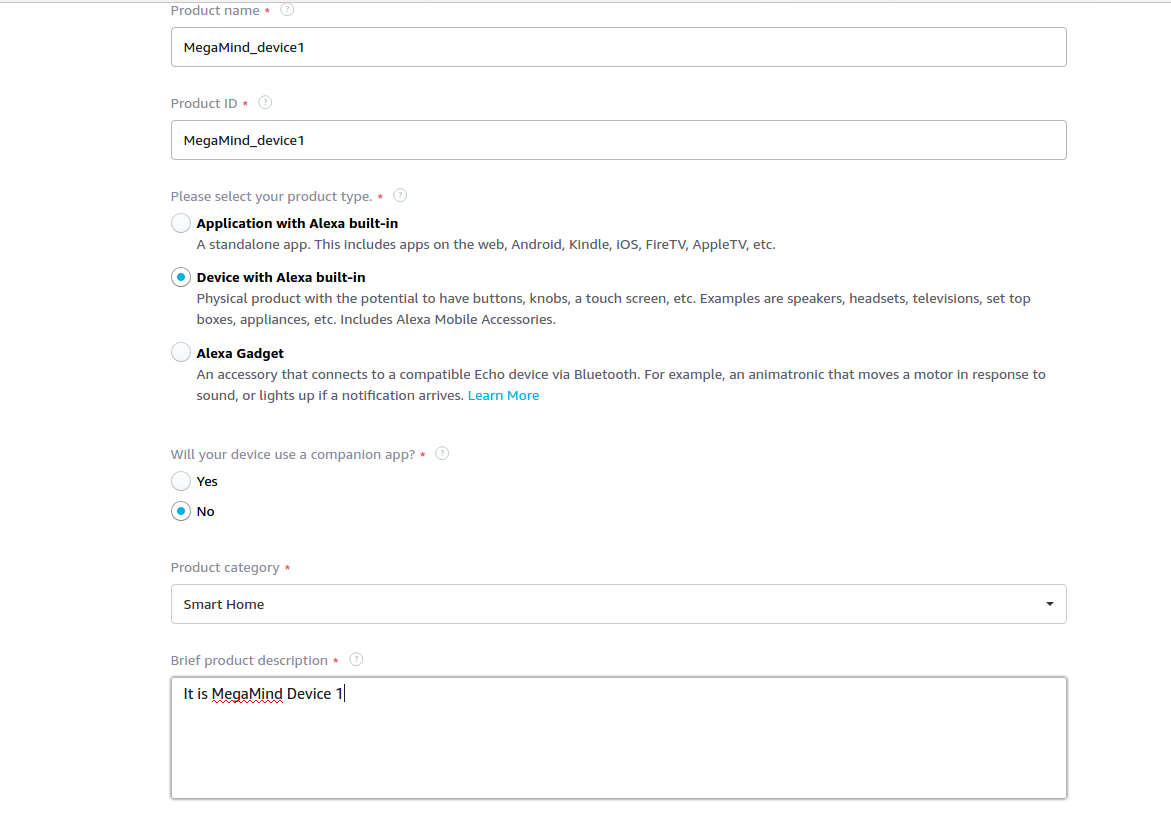 Product name * ?
MegaMind_device1
Product ID * ?
MegaMind_device1
Please select your product type. * ?
Application with Alexa built-in
A standalone app. This includes apps on the web, Android, Kindle, iOS, FireTV, AppleTV, etc.
Device with Alexa built-in
Physical product with the potential to have buttons, knobs, a touch screen, etc. Examples are speakers, headsets, televisions, set top
boxes, appliances, etc. Includes Alexa Mobile Accessories.
Alexa Gadget
An accessory that connects to a compatible Echo device via Bluetooth. For example, an animatronic that moves a motor in response to
sound, or lights up if a notification arrives. Learn More
Will your device use a companion app? * ?
Yes
No
Product category *
Smart Home
Brief product description * ?
It is MegaMind Device 1